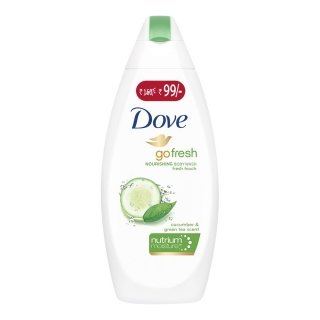 ₹ 99/-
Dove
go fresh
NOURISHING BODYWASH
fresh touch
cucumber &
green tea scent
nutrium
moisture